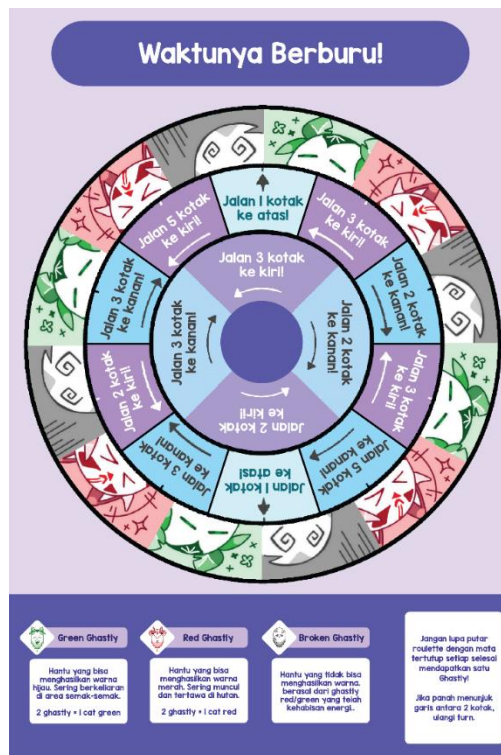 Waktunya Berburu!
Jalan 1 kotak
ke atas!
Jalan 3 kotak
ke kiri!
Jalan 2 kotak
ke kanan!
Jalan 3 kotak
ke kiri!
Jalan 5 kotak
ke kanan!
Jalan 1 kotak
ke atas!
Jalan 3 kotak
ke kanan!
Jalan 2 kotak
ke kiri!
Jalan 3 kotak
ke kanan!
Jalan 5 kotak
ke kiri!
Jalan 3 kotak
ke kiri!
Jalan 2 kotak
ke kanan!
Jalan 2 kotak
ke kiri!
Jalan 3 kotak
ke kanan!
Green Ghastly
Hantu yang bisa
menghasilkan warna
hijau. Sering berkeliaran
di area semak-semak.
2 ghastly = 1 cat green
Red Ghastly
Hantu yang bisa
menghasilkan warna
merah. Sering muncul
dan tertawa di hutan.
2 ghastly = 1 cat red
Broken Ghastly
Hantu yang tidak bisa
menghasilkan warna,
berasal dari ghastly
red/green yang telah
kehabisan energi..
Jangan lupa putar
roulette dengan mata
tertutup setiap selesai
mendapatkan satu
Ghastly!
Jika panah menunjuk
garis antara 2 kotak,
ulangi turn.